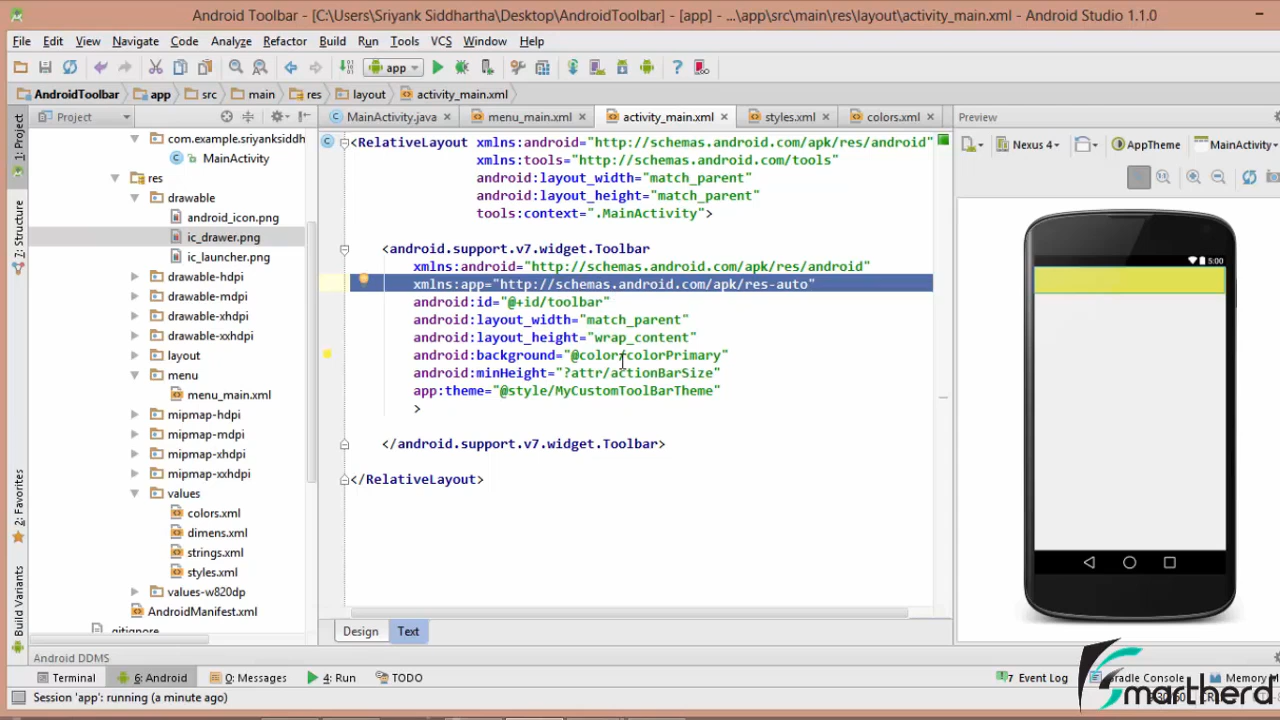 Android Toolbar - [C:\Users\Sriyank Siddhartha\Desktop\AndroidToolbar] - [app] - ...\app\src\main\res\layout\activity_main.xml - Android Studio 1.1.0
File Edit View Navigate Code Analyze Refactor Build Run Tools VCS Window Help
app
AndroidToolbar app src main res layout activity_main.xml
Project MainActivity.java menu_main.xml activity_main.xml styles.xml colors.xml Preview
1: Project
7: Structure
2: Favorites
Build Variants
com.example.sriyanksiddh
MainActivity
res
drawable
android_icon.png
ic_drawer.png
ic_launcher.png
drawable-hdpi
drawable-mdpi
drawable-xhdpi
drawable-xxhdpi
layout
menu
menu_main.xml
mipmap-hdpi
mipmap-mdpi
mipmap-xhdpi
mipmap-xxhdpi
values
colors.xml
dimens.xml
strings.xml
styles.xml
values-w820dp
AndroidManifest.xml
.gitignore
<RelativeLayout xmlns:android="http://schemas.android.com/apk/res/android"
xmlns:tools="http://schemas.android.com/tools"
android:layout_width="match_parent"
android:layout_height="match_parent"
tools:context=".MainActivity">
<android.support.v7.widget.Toolbar
xmlns:android="http://schemas.android.com/apk/res/android"
xmlns:app="http://schemas.android.com/apk/res-auto"
android:id="@+id/toolbar"
android:layout_width="match_parent"
android:layout_height="wrap_content"
android:background="@color/colorPrimary"
android:minHeight="?attr/actionBarSize"
app:theme="@style/MyCustomToolBarTheme"
>
</android.support.v7.widget.Toolbar>
</RelativeLayout>
Nexus 4 AppTheme MainActivity
5:00
Design Text
Android DDMS
Terminal 6: Android 0: Messages 4: Run TODO 7 Event Log Gradle Console Memory
Session 'app': running (a minute ago)
smartherd